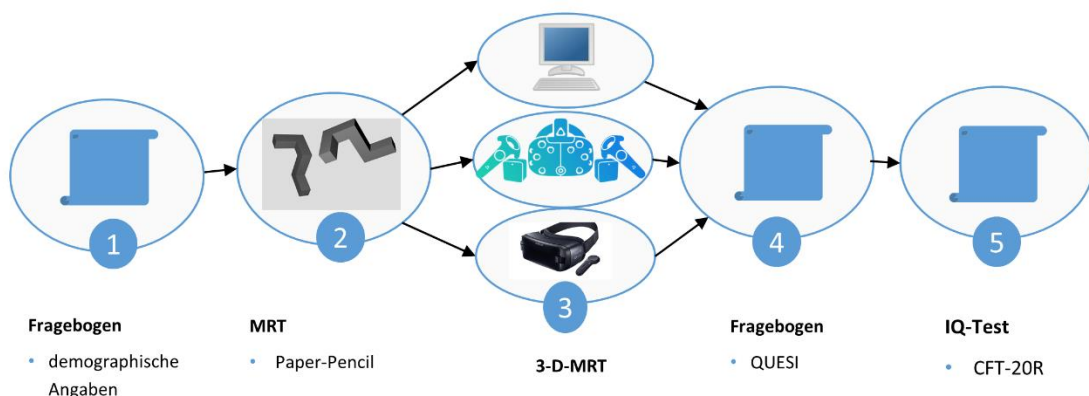 1
2
3
4
5
Fragebogen
• demographische
Angaben
MRT
• Paper-Pencil
3-D-MRT
Fragebogen
• QUESI
IQ-Test
• CFT-20R